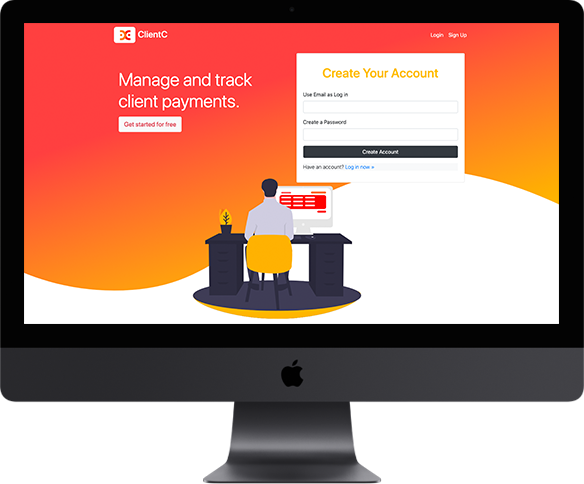 ClientC
Login Sign Up
Manage and track
client payments.
Get started for free
Create Your Account
Use Email as Log in
Create a Password
Create Account
Have an account? Log in now »